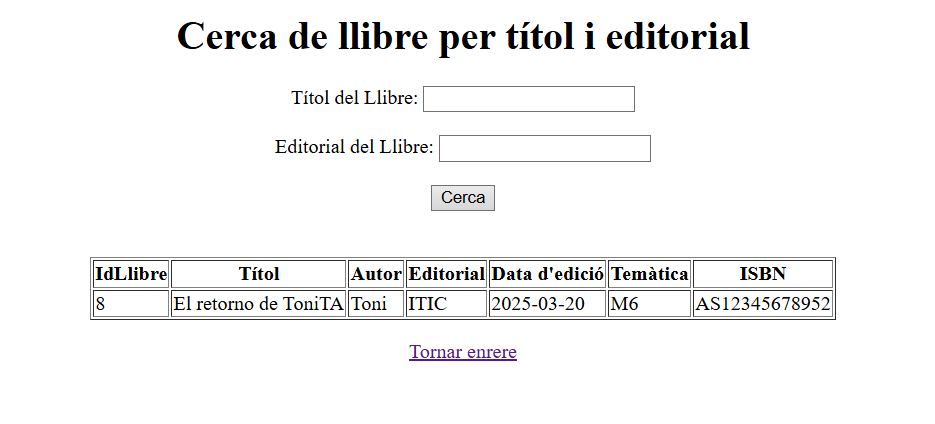 Cerca de llibre per títol i editorial
Títol del Llibre:
Editorial del Llibre:
Cerca
IdLlibre Títol Autor Editorial Data d'edició Temàtica ISBN
8 El retorno de ToniTA Toni ITIC 2025-03-20 M6 AS12345678952
Tornar enrere